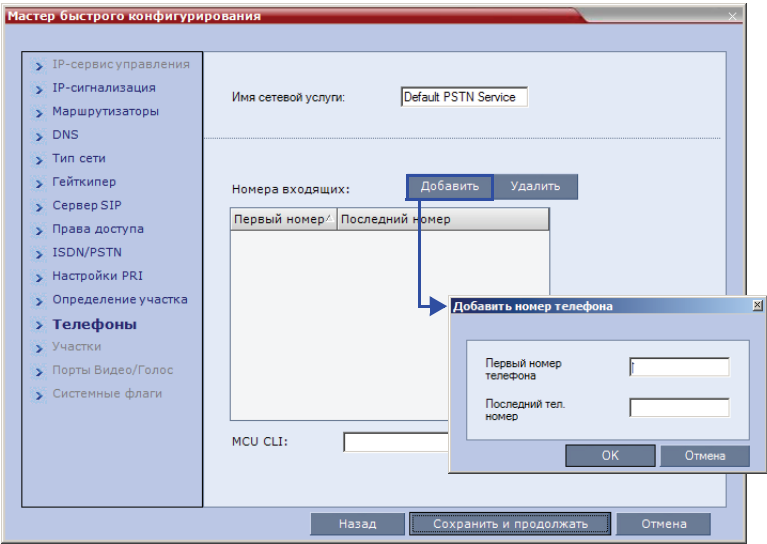 Мастер быстрого конфигурирования
IP-сервис управления
IP-сигнализация
Маршрутизаторы
DNS
Тип сети
Гейткипер
Сервер SIP
Права доступа
ISDN/PSTN
Настройки PRI
Определение участка
Телефоны
Участки
Порты Видео/Голос
Системные флаги
Имя сетевой услуги:
Default PSTN Service
Номера входящих:
Добавить
Удалить
Первый номер
Последний номер
MCU CLI:
Добавить номер телефона
Первый номер
телефона
Последний тел.
номер
OK
Отмена
Назад
Сохранить и продолжать
Отмена